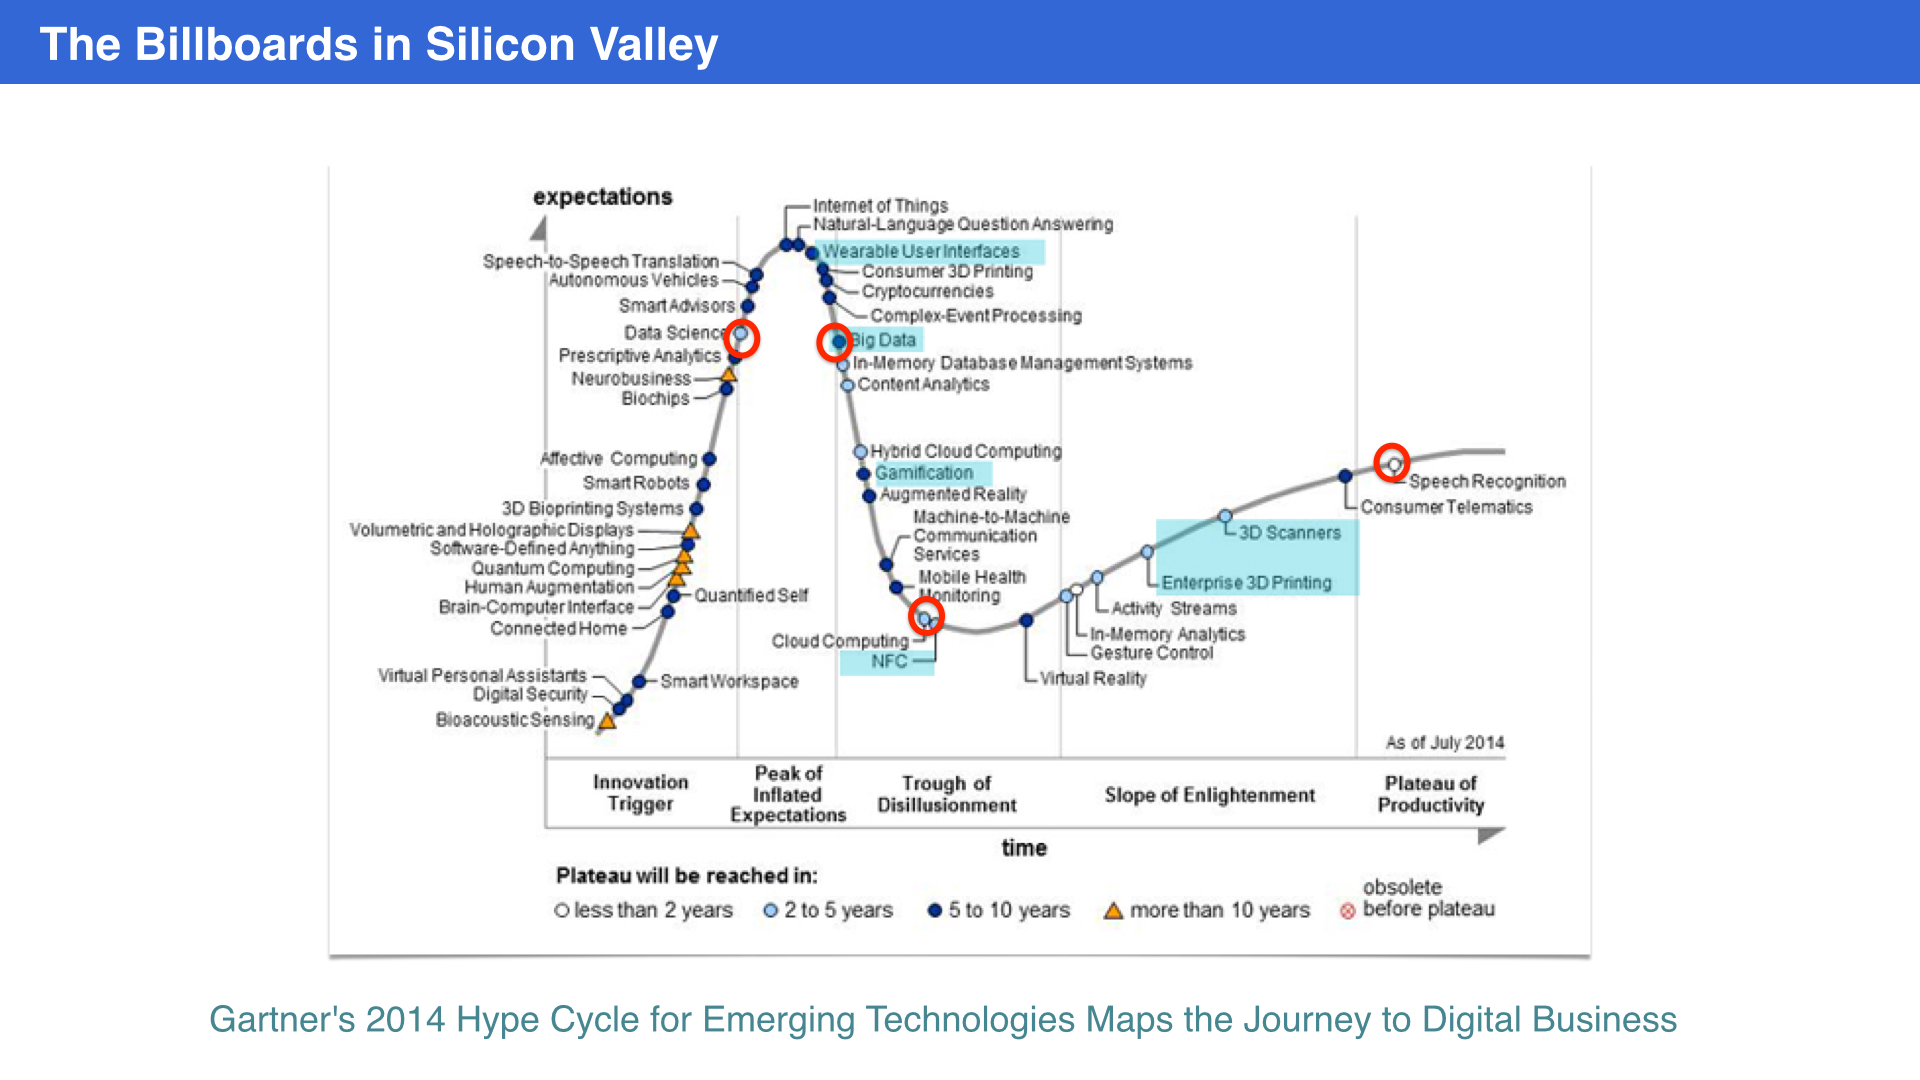 The Billboards in Silicon Valley
expectations
Internet of Things
Natural-Language Question Answering
Wearable User Interfaces
Speech-to-Speech Translation
Consumer 3D Printing
Autonomous Vehicles
Cryptocurrencies
Smart Advisors
Complex-Event Processing
Data Science
Big Data
Prescriptive Analytics
In-Memory Database Management Systems
Neurobusiness
Content Analytics
Biochips
Hybrid Cloud Computing
Affective Computing
Gamification
Smart Robots
Augmented Reality
3D Bioprinting Systems
Machine-to-Machine
Communication
Services
Volumetric and Holographic Displays
Software-Defined Anything
Quantum Computing
Mobile Health
Monitoring
Human Augmentation
Brain-Computer Interface
Quantified Self
Connected Home
Cloud Computing
NFC
Virtual Personal Assistants
Smart Workspace
Digital Security
Bioacoustic Sensing
Speech Recognition
Consumer Telematics
3D Scanners
Enterprise 3D Printing
Activity Streams
In-Memory Analytics
Gesture Control
Virtual Reality
As of July 2014
Innovation
Trigger
Peak of
Inflated
Expectations
Trough of
Disillusionment
Slope of Enlightenment
Plateau of
Productivity
time
Plateau will be reached in:
less than 2 years
2 to 5 years
5 to 10 years
more than 10 years
obsolete
before plateau
Gartner's 2014 Hype Cycle for Emerging Technologies Maps the Journey to Digital Business